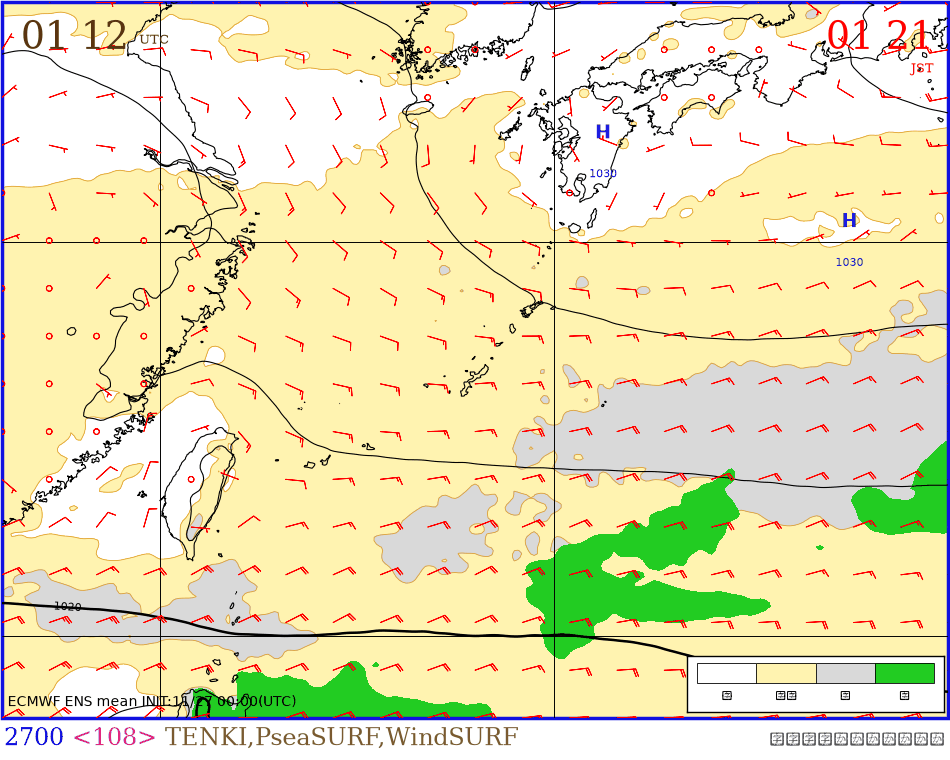 01 12 UTC
01 21 JST
H
1030
H
1030
1020
ECMWF ENS mean INIT:11/27 00:00(UTC)
2700 <108> TENKI,PseaSURF,WindSURF